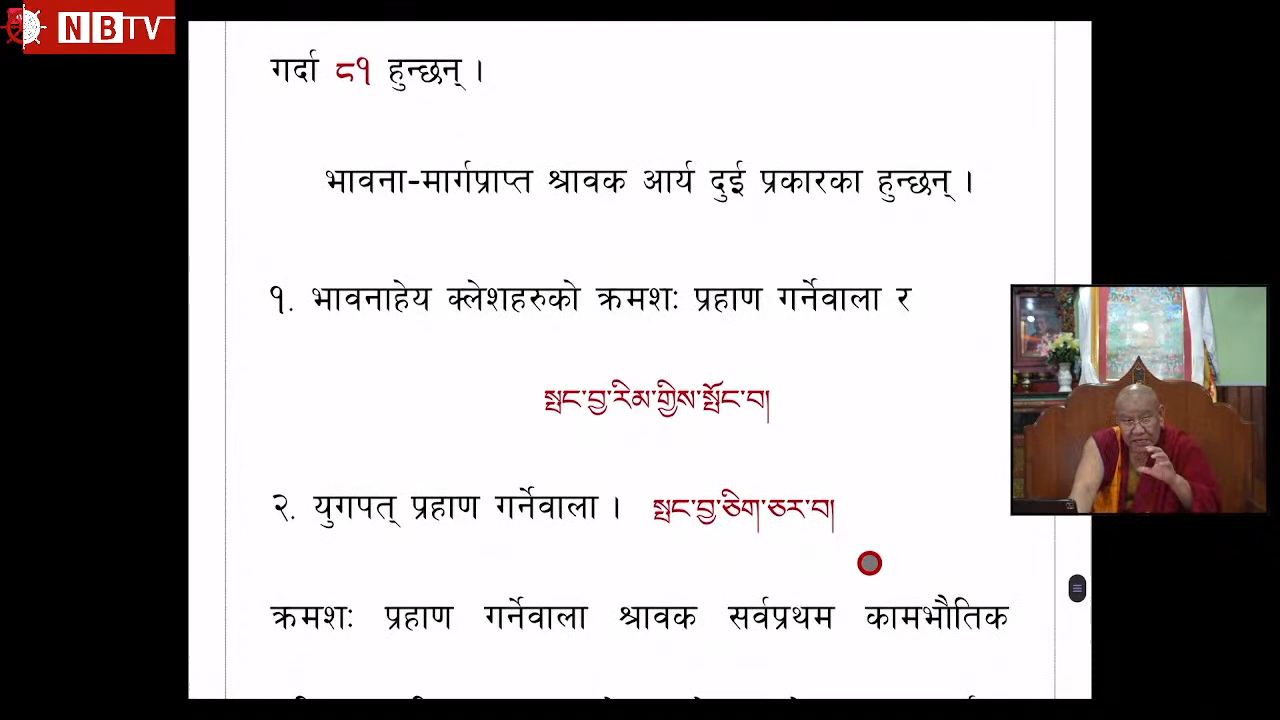 NBTV
गर्दा ८१ हुन्छन् ।
भावना-मार्गप्राप्त श्रावक आर्य दुई प्रकारका हुन्छन् ।
१. भावनाहेय क्लेशहरुको क्रमशः प्रहाण गर्नेवाला र
སྤང་བྱ་རིམ་གྱིས་སྤོང་བ།
२. युगपत् प्रहाण गर्नेवाला । སྤང་བྱ་ཅིག་ཅར་བ།
क्रमशः प्रहाण गर्नेवाला श्रावक सर्वप्रथम कामभौतिक